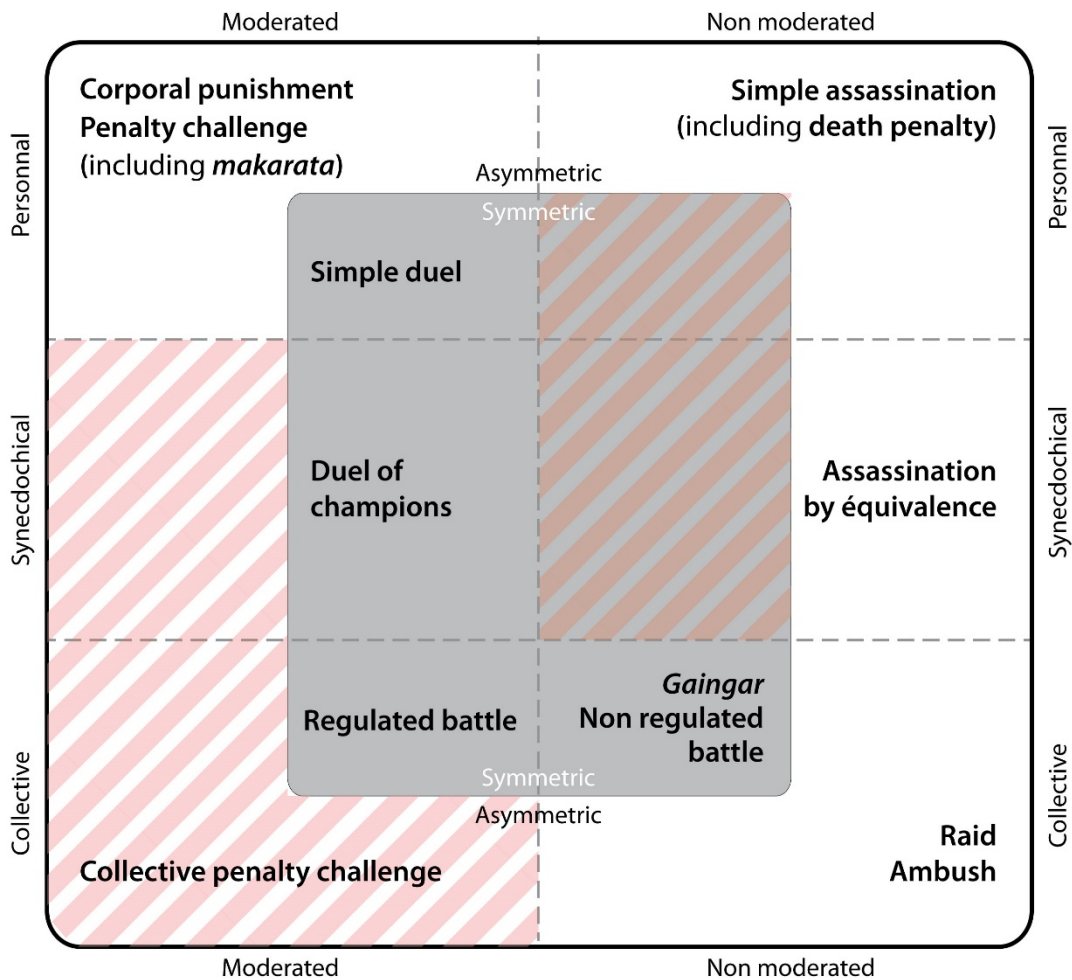 Moderated
Non moderated
Corporal punishment
Penalty challenge
(including makarata)
Simple assassination
(including death penalty)
Personnal
Personnal
Asymmetric
Symmetric
Simple duel
Synecdochical
Duel of
champions
Assassination
by équivalence
Synecdochical
Gaingar
Regulated battle
Non regulated
battle
Symmetric
Asymmetric
Collective
Collective
Collective penalty challenge
Raid
Ambush
Moderated
Non moderated